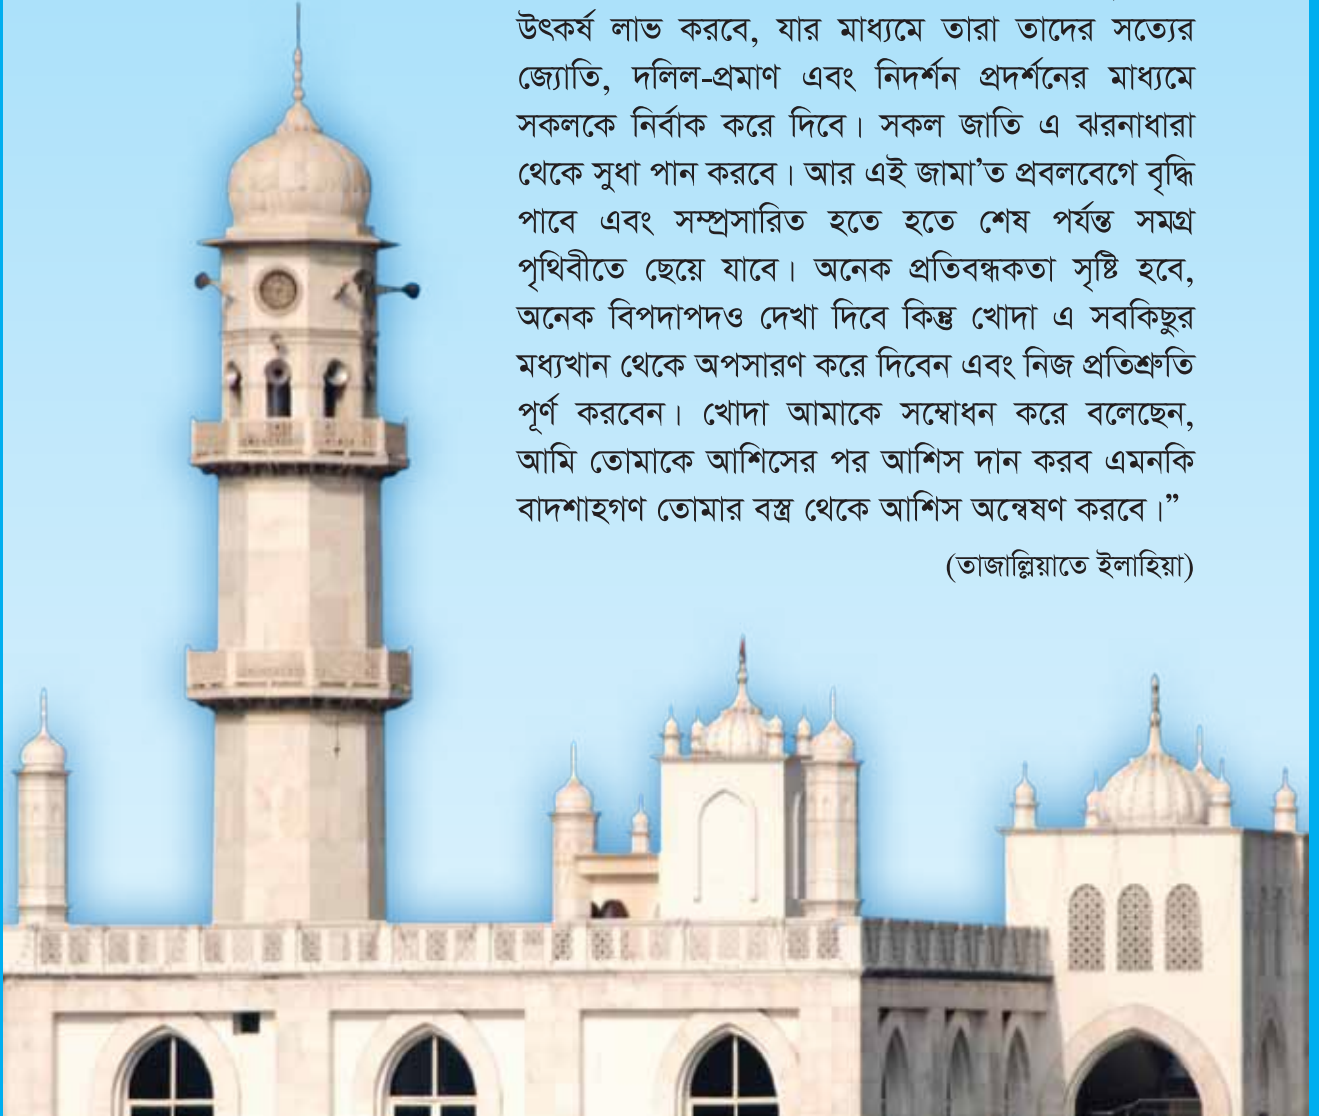 উৎকর্ষ লাভ করবে, যার মাধ্যমে তারা তাদের সত্যের
জ্যোতি, দলিল-প্রমাণ এবং নিদর্শন প্রদর্শনের মাধ্যমে
সকলকে নির্বাক করে দিবে। সকল জাতি এ ঝরনাধারা
থেকে সুধা পান করবে। আর এই জামা’ত প্রবলবেগে বৃদ্ধি
পাবে এবং সম্প্রসারিত হতে হতে শেষ পর্যন্ত সমগ্র
পৃথিবীতে ছেয়ে যাবে। অনেক প্রতিবন্ধকতা সৃষ্টি হবে,
অনেক বিপদাপদও দেখা দিবে কিন্তু খোদা এ সবকিছুর
মধ্যখান থেকে অপসারণ করে দিবেন এবং নিজ প্রতিশ্রুতি
পূর্ণ করবেন। খোদা আমাকে সম্বোধন করে বলেছেন,
আমি তোমাকে আশিসের পর আশিস দান করব এমনকি
বাদশাহগণ তোমার বস্ত্র থেকে আশিস অন্বেষণ করবে।”
(তাজাল্লিয়াতে ইলাহিয়া)